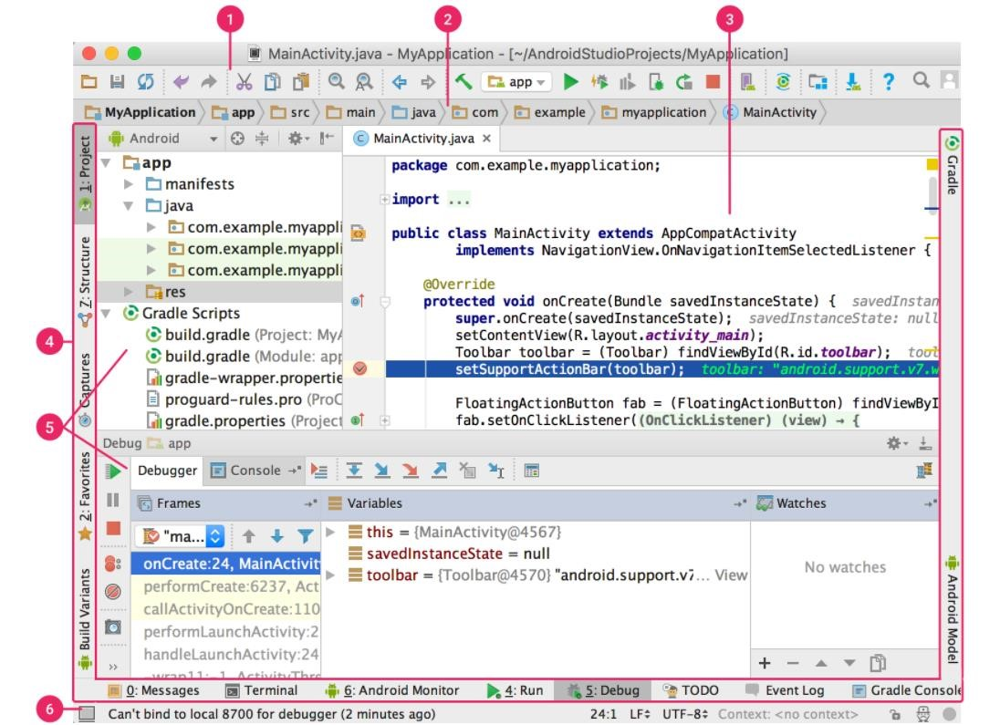 1 2 3
MainActivity.java - MyApplication - [~/AndroidStudioProjects/MyApplication]
app
MyApplication app src main java com example myapplication MainActivity
1: Project
Z: Structure
4
Captures
5
2: Favorites
Build Variants
6
Android
app
manifests
java
com.example.myappli
com.example.myappli
com.example.myappli
res
Gradle Scripts
build.gradle (Project: MyA
build.gradle (Module: app
gradle-wrapper.propertie
proguard-rules.pro (ProC
gradle.properties (Project
MainActivity.java ×
package com.example.myapplication;
import ...
public class MainActivity extends AppCompatActivity
implements NavigationView.OnNavigationItemSelectedListener {
@Override
protected void onCreate(Bundle savedInstanceState) { savedInstan
super.onCreate(savedInstanceState); savedInstanceState: null
setContentView(R.layout.activity_main);
Toolbar toolbar = (Toolbar) findViewById(R.id.toolbar); tool
setSupportActionBar(toolbar); toolbar: "android.support.v7.w
FloatingActionButton fab = (FloatingActionButton) findViewByI
fab.setOnClickListener((OnClickListener) (view) → {
Gradle
Android Model
Debug app
Debugger Console
Frames
"ma...
onCreate:24, MainActivit
performCreate:6237, Act
callActivityOnCreate:110
performLaunchActivity:2
handleLaunchActivity:24
-wrap11:-1, ActivityThre
Variables
this = {MainActivity@4567}
savedInstanceState = null
toolbar = {Toolbar@4570} "android.support.v7... View
Watches
No watches
0: Messages Terminal 6: Android Monitor 4: Run 5: Debug TODO Event Log Gradle Console
Can't bind to local 8700 for debugger (2 minutes ago) 24:1 LF UTF-8 Context: <no context>